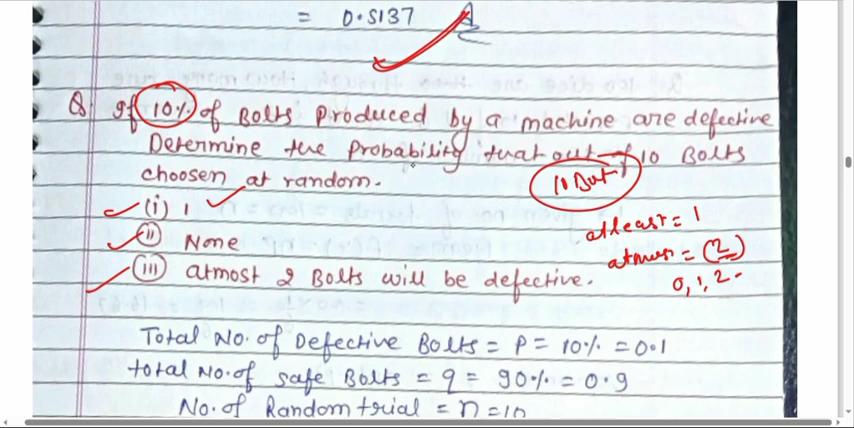 = 0.5137
Q. If 10% of Bolts produced by a machine are defective
Determine the probability that out of 10 Bolts
choosen at random.
10 Bolt
(i) 1
atleast = 1
(ii) None
atmost = (2)
(iii) atmost 2 Bolts will be defective.
0, 1, 2.
Total No. of Defective Bolts = P = 10% = 0.1
total No. of safe Bolts = q = 90% = 0.9
No. of Random trial = n = 10